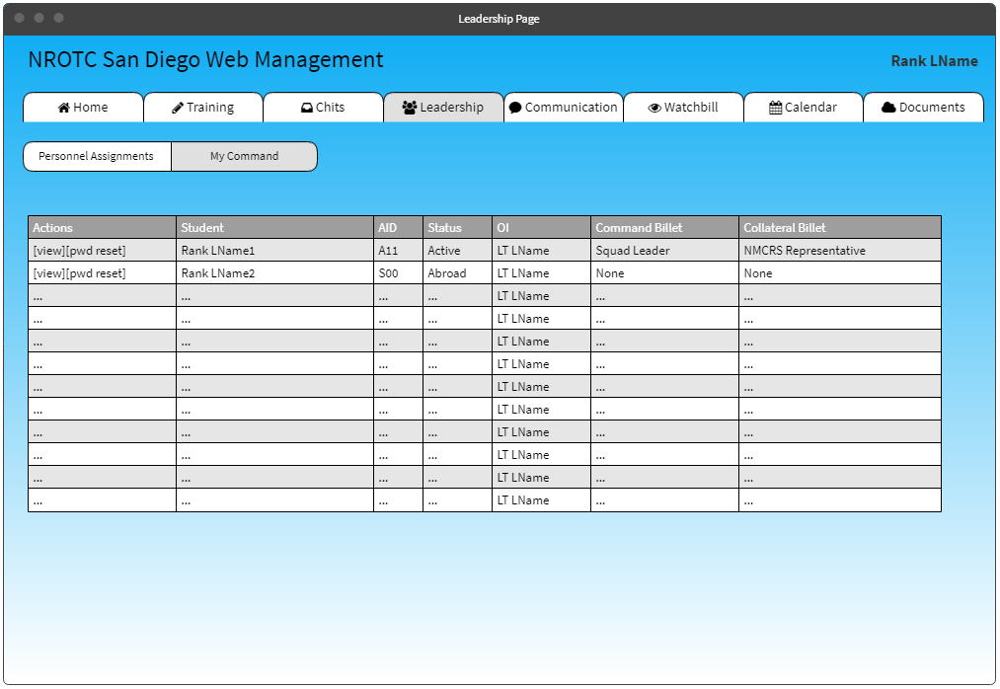 Leadership Page
NROTC San Diego Web Management
Rank LName
Home Training Chits Leadership Communication Watchbill Calendar Documents
Personnel Assignments My Command
Actions Student AID Status OI Command Billet Collateral Billet
[view][pwd reset] Rank LName1 A11 Active LT LName Squad Leader NMCRS Representative
[view][pwd reset] Rank LName2 S00 Abroad LT LName None None
... ... ... ... LT LName ... ...
... ... ... ... LT LName ... ...
... ... ... ... LT LName ... ...
... ... ... ... LT LName ... ...
... ... ... ... LT LName ... ...
... ... ... ... LT LName ... ...
... ... ... ... LT LName ... ...
... ... ... ... LT LName ... ...
... ... ... ... LT LName ... ...
... ... ... ... LT LName ... ...